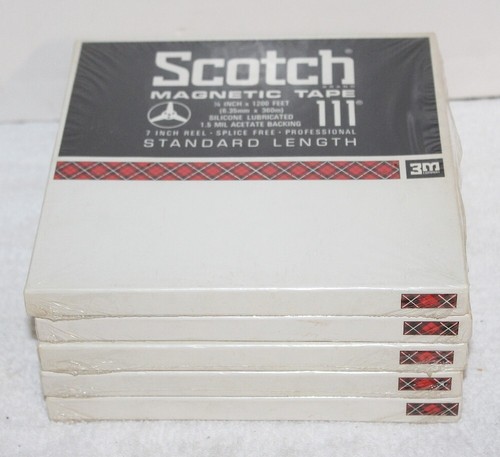 Scotch®
MAGNETIC TAPE
¼ INCH x 1200 FEET
(6.35mm x 360m)
SILICONE LUBRICATED
1.5 MIL ACETATE BACKING
111®
7 INCH REEL - SPLICE FREE - PROFESSIONAL
STANDARD LENGTH
3M